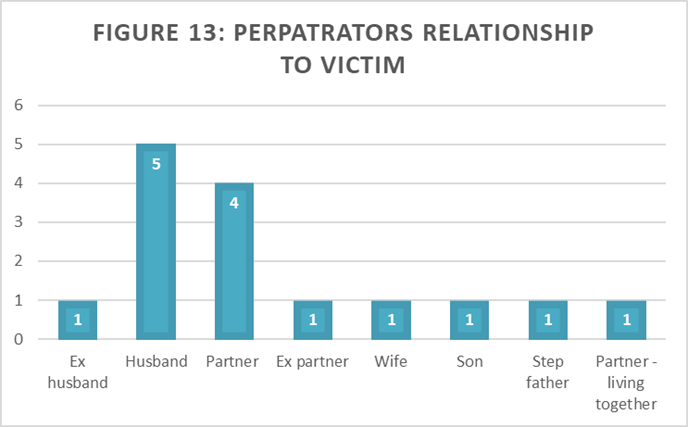 FIGURE 13: PERPATRATORS RELATIONSHIP
TO VICTIM
6
5
4
3
2
1
0
1
5
4
1
1
1
1
1
Ex
husband
Husband
Partner
Ex partner
Wife
Son
Step
father
Partner -
living
together